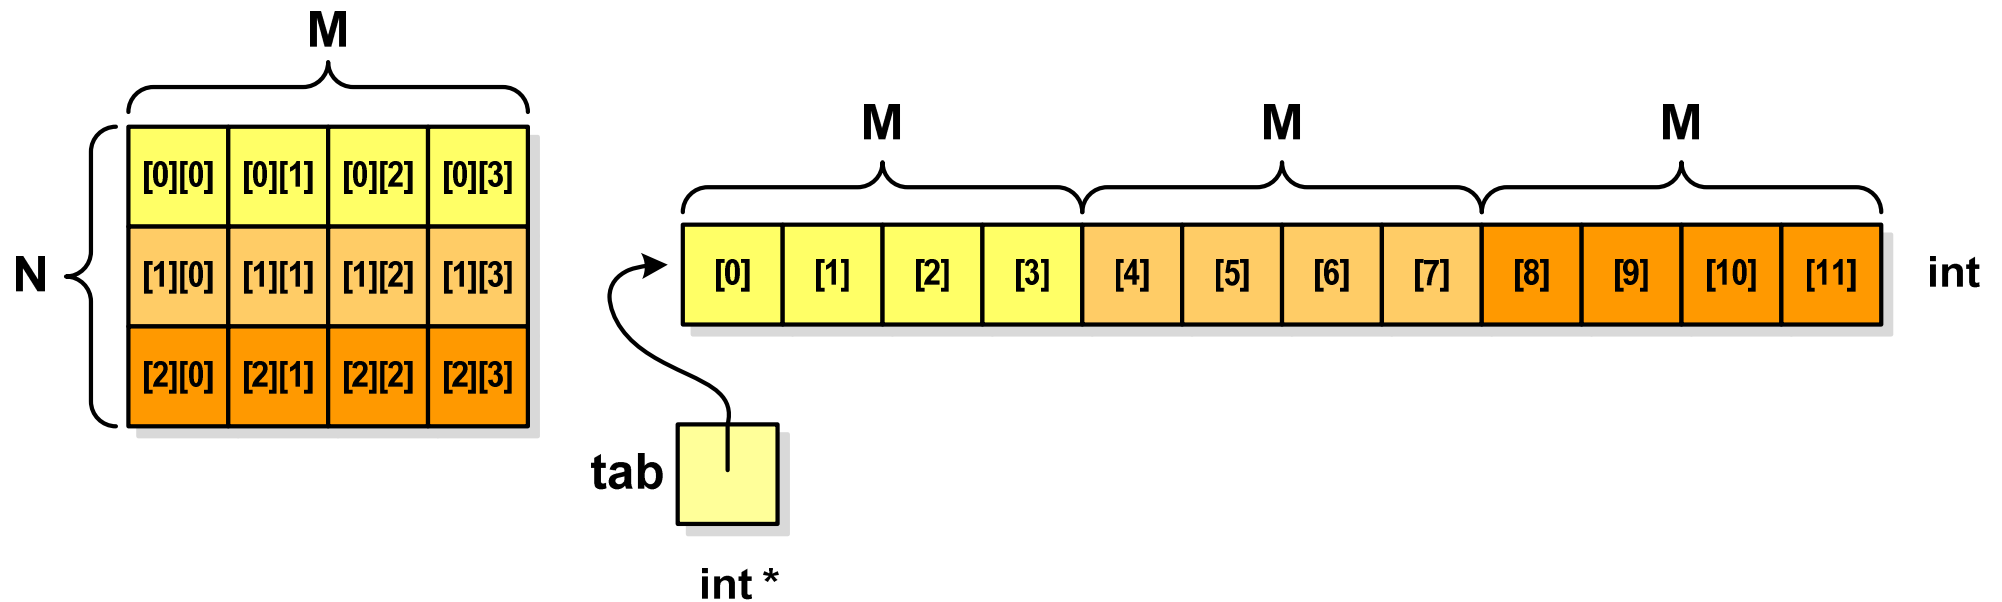 M
[0][0] [0][1] [0][2] [0][3]
N [1][0] [1][1] [1][2] [1][3]
[2][0] [2][1] [2][2] [2][3]
M M M
[0] [1] [2] [3] [4] [5] [6] [7] [8] [9] [10] [11] int
tab
int *